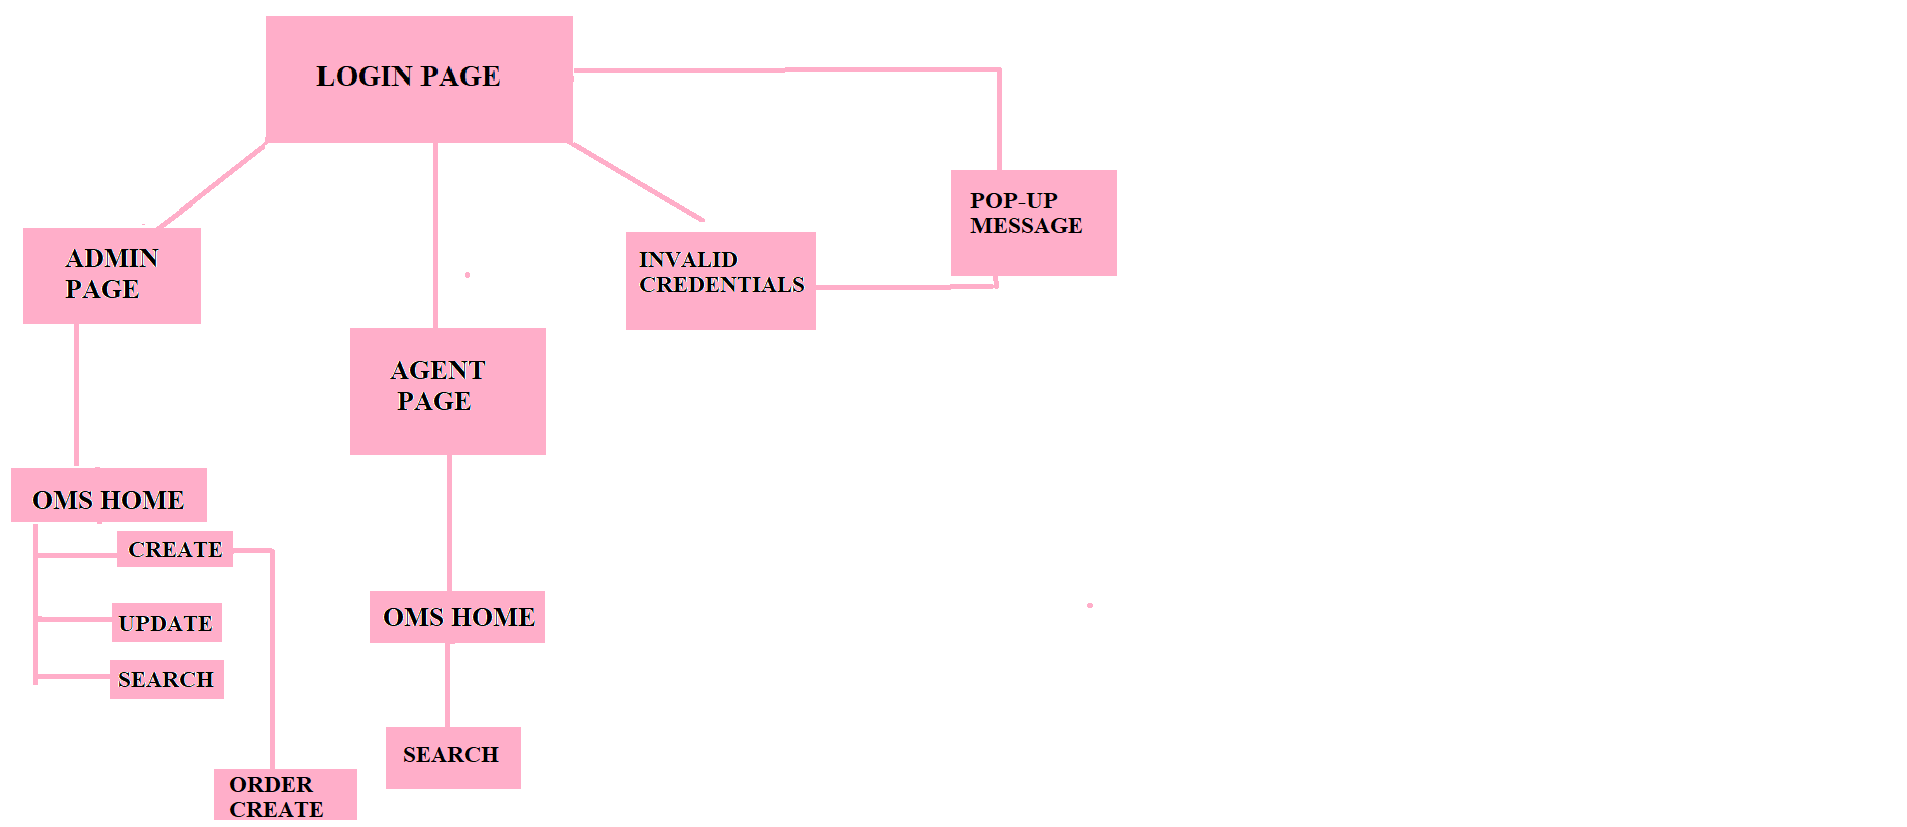 LOGIN PAGE
POP-UP
MESSAGE
ADMIN
PAGE
INVALID
CREDENTIALS
AGENT
PAGE
OMS HOME
CREATE
UPDATE
SEARCH
OMS HOME
SEARCH
ORDER
CREATE